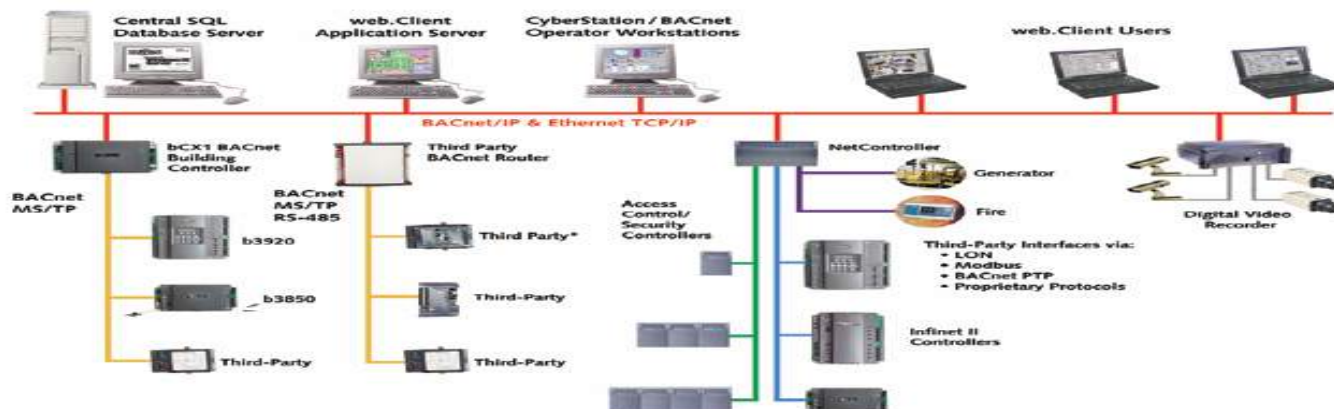 Central SQL
Database Server
web.Client
Application Server
CyberStation / BACnet
Operator Workstations
web.Client Users
BACnet/IP & Ethernet TCP/IP
bCX1 BACnet
Building
Controller
Third Party
BACnet Router
NetController
BACnet
MS/TP
BACnet
MS/TP
RS-485
Generator
Fire
Access
Control/
Security
Controllers
Digital Video
Recorder
b3920
Third Party*
Third-Party Interfaces via:
• LON
• Modbus
• BACnet PTP
• Proprietary Protocols
b3850
Third-Party
Infinet II
Controllers
Third-Party
Third-Party